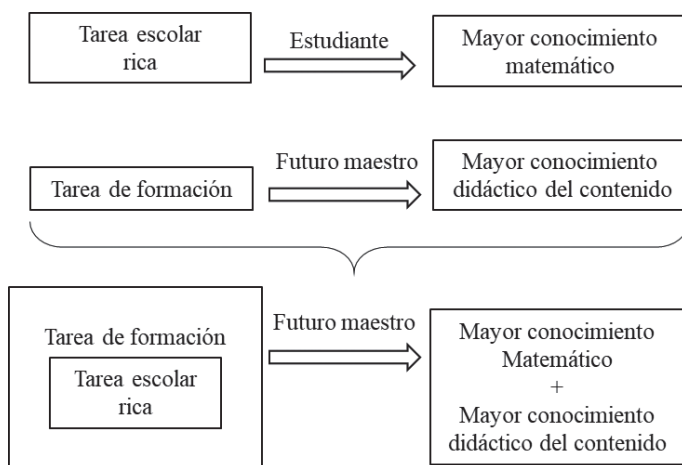 Tarea escolar
rica
Estudiante
Mayor conocimiento
matemático
Tarea de formación
Futuro maestro
Mayor conocimiento
didáctico del contenido
Tarea de formación
Tarea escolar
rica
Futuro maestro
Mayor conocimiento
Matemático
+
Mayor conocimiento
didáctico del contenido